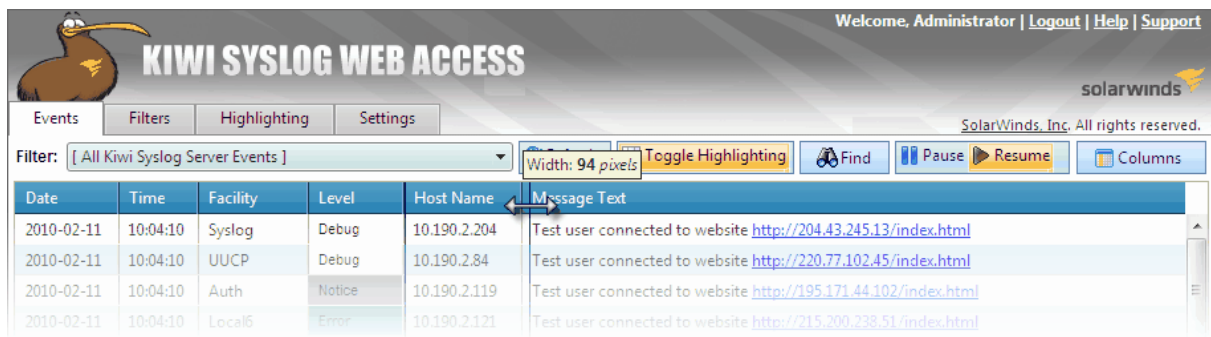 Welcome, Administrator | Logout | Help | Support
KIWI SYSLOG WEB ACCESS
solarwinds
Events Filters Highlighting Settings
SolarWinds, Inc. All rights reserved.
Filter: [ All Kiwi Syslog Server Events ] Toggle Highlighting Find Pause Resume Columns
Width: 94 pixels
Date Time Facility Level Host Name Message Text
2010-02-11 10:04:10 Syslog Debug 10.190.2.204 Test user connected to website http://204.43.245.13/index.html
2010-02-11 10:04:10 UUCP Debug 10.190.2.84 Test user connected to website http://220.77.102.45/index.html
2010-02-11 10:04:10 Auth Notice 10.190.2.119 Test user connected to website http://195.171.44.102/index.html
2010-02-11 10:04:10 Local6 Error 10.190.2.121 Test user connected to website http://215.200.238.51/index.html